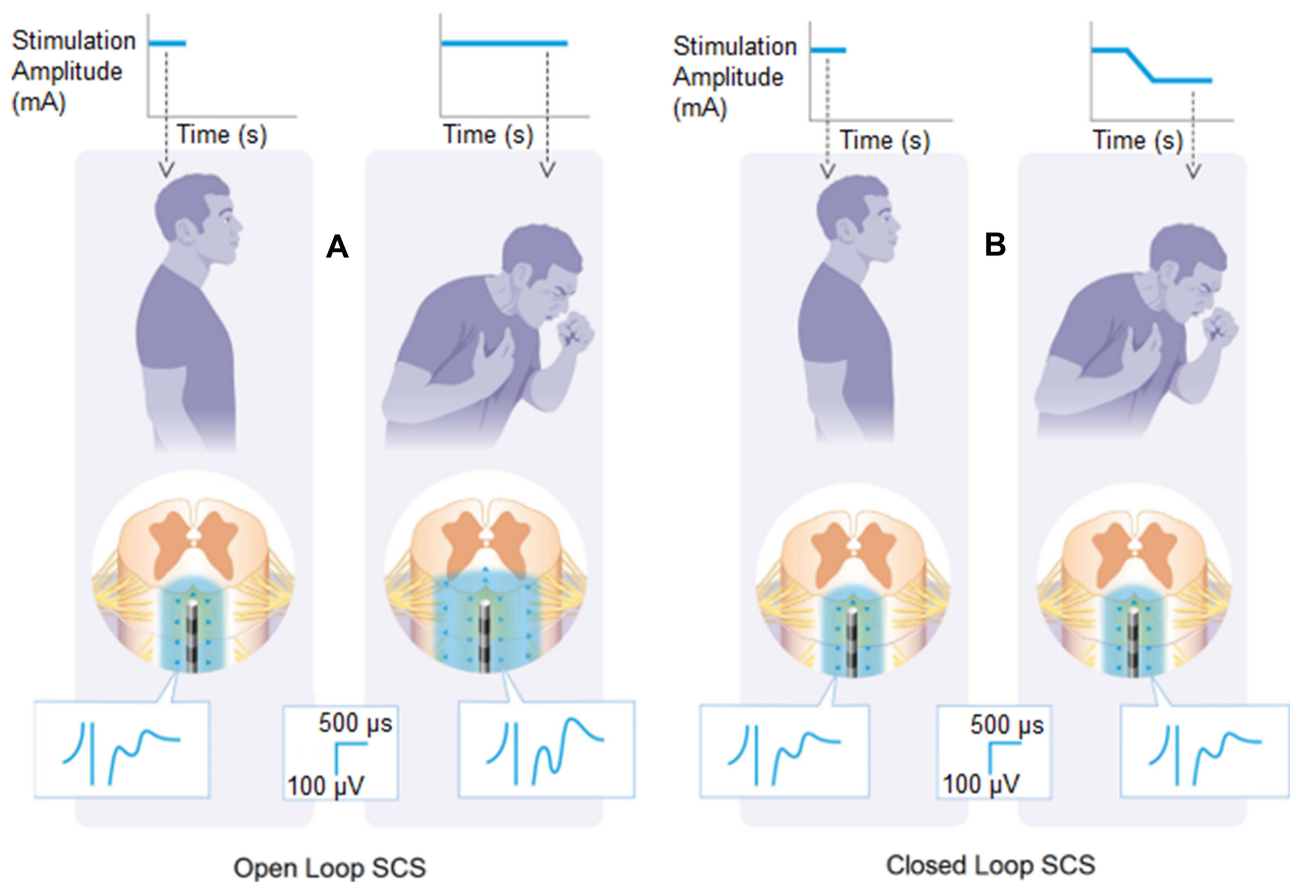 Stimulation
Amplitude
(mA)
Time (s)
Time (s)
A
500 µs
100 µV
Open Loop SCS
Stimulation
Amplitude
(mA)
Time (s)
Time (s)
B
500 µs
100 µV
Closed Loop SCS